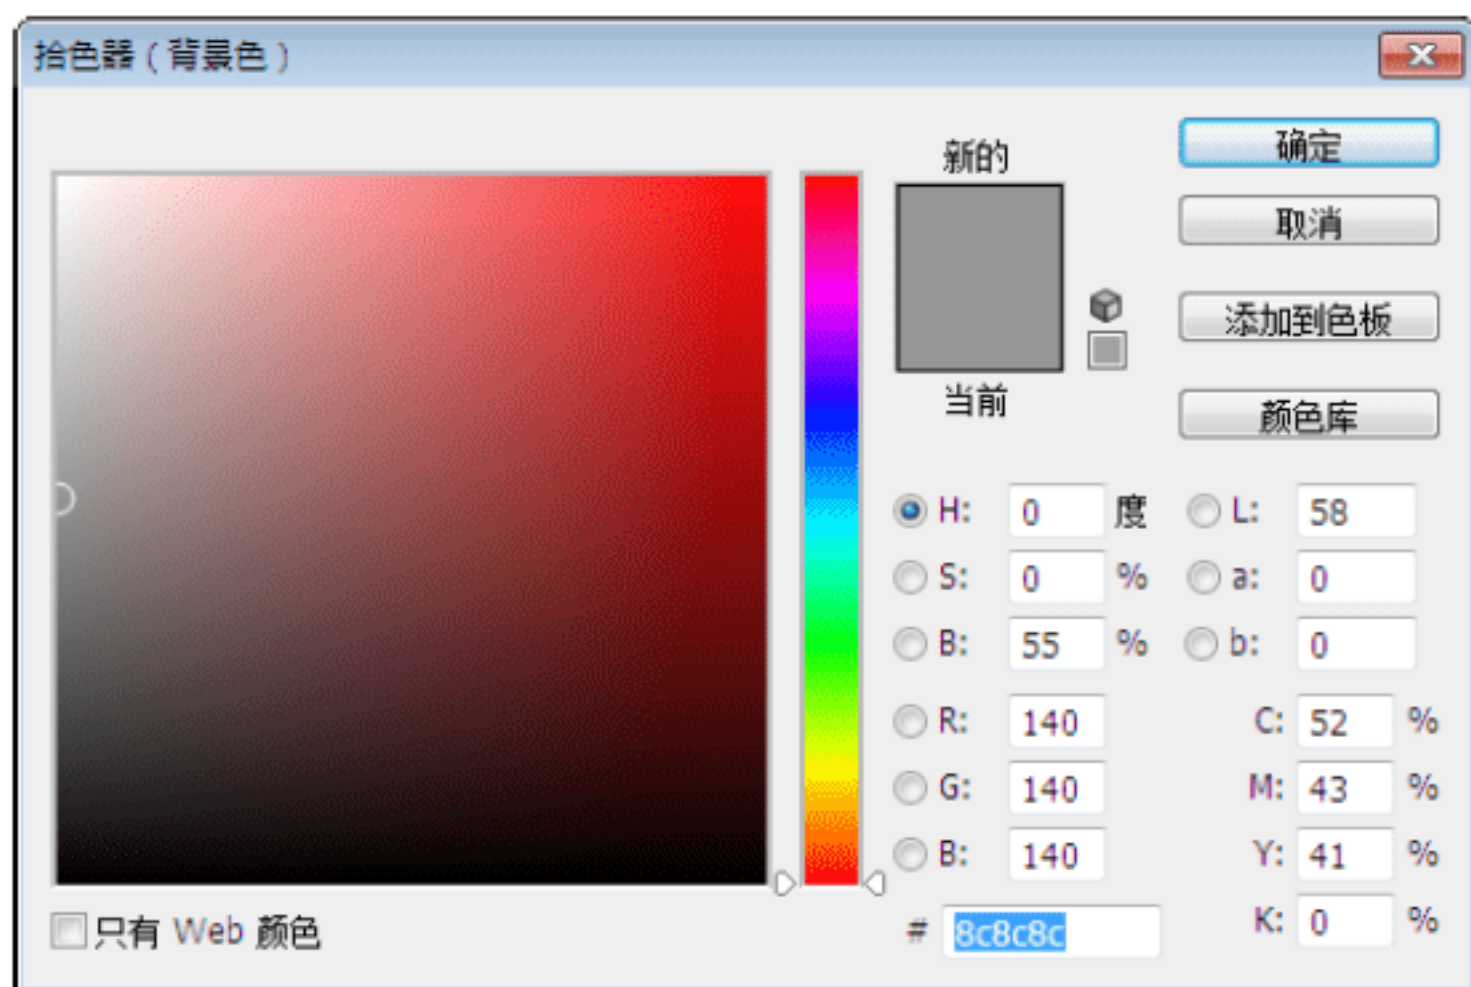 拾色器（背景色）
新的
当前
确定
取消
添加到色板
颜色库
H: 0 度
S: 0 %
B: 55 %
R: 140
G: 140
B: 140
# 8c8c8c
L: 58
a: 0
b: 0
C: 52 %
M: 43 %
Y: 41 %
K: 0 %
只有 Web 颜色